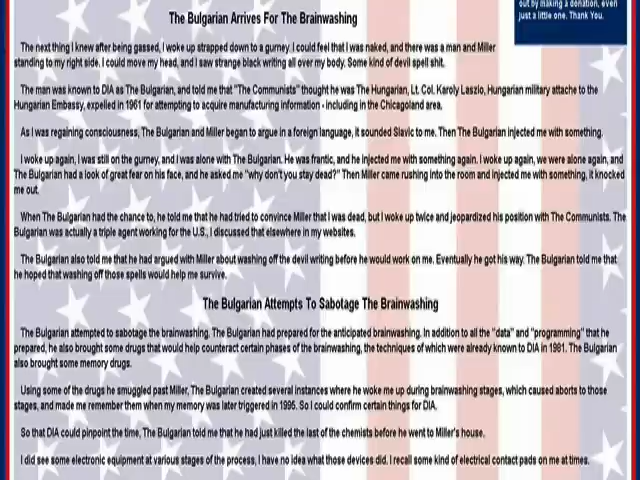 out by making a donation, even
just a little one. Thank You.
The Bulgarian Arrives For The Brainwashing
The next thing I knew after being gassed, I woke up strapped down to a gurney. I could feel that I was naked, and there was a man and Miller
standing to my right side. I could move my head, and I saw strange black writing all over my body. Some kind of devil spell shit.
The man was known to DIA as The Bulgarian, and told me that "The Communists" thought he was The Hungarian, Lt. Col. Karoly Laszlo, Hungarian military attache to the
Hungarian Embassy, expelled in 1961 for attempting to acquire manufacturing information - including in the Chicagoland area.
As I was regaining consciousness, The Bulgarian and Miller began to argue in a foreign language, it sounded Slavic to me. Then The Bulgarian injected me with something.
I woke up again, I was still on the gurney, and I was alone with The Bulgarian. He was frantic, and he injected me with something again. I woke up again, we were alone again, and
The Bulgarian had a look of great fear on his face, and he asked me "why don't you stay dead?" Then Miller came rushing into the room and injected me with something, it knocked
me out.
When The Bulgarian had the chance to, he told me that he had tried to convince Miller that I was dead, but I woke up twice and jeopardized his position with The Communists. The
Bulgarian was actually a triple agent working for the U.S., I discussed that elsewhere in my websites.
The Bulgarian also told me that he had argued with Miller about washing off the devil writing before he would work on me. Eventually he got his way. The Bulgarian told me that
he hoped that washing off those spells would help me survive.
The Bulgarian Attempts To Sabotage The Brainwashing
The Bulgarian attempted to sabotage the brainwashing. The Bulgarian had prepared for the anticipated brainwashing. In addition to all the "data" and "programming" that he
prepared, he also brought some drugs that would help counteract certain phases of the brainwashing, the techniques of which were already known to DIA in 1981. The Bulgarian
also brought some memory drugs.
Using some of the drugs he smuggled past Miller, The Bulgarian created several instances where he woke me up during brainwashing stages, which caused aborts to those
stages, and made me remember them when my memory was later triggered in 1995. So I could confirm certain things for DIA.
So that DIA could pinpoint the time, The Bulgarian told me that he had just killed the last of the chemists before he went to Miller's house.
I did see some electronic equipment at various stages of the process, I have no idea what those devices did. I recall some kind of electrical contact pads on me at times.